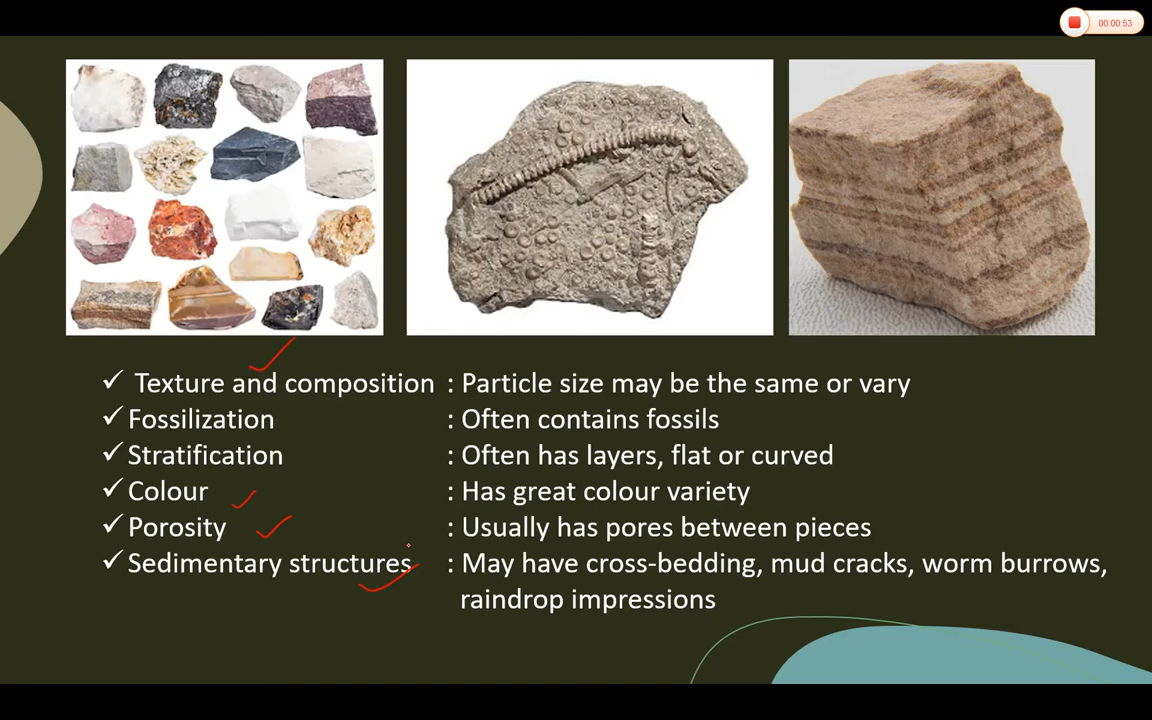 00:00:53
✓ Texture and composition : Particle size may be the same or vary
✓ Fossilization : Often contains fossils
✓ Stratification : Often has layers, flat or curved
✓ Colour : Has great colour variety
✓ Porosity : Usually has pores between pieces
✓ Sedimentary structures : May have cross-bedding, mud cracks, worm burrows,
raindrop impressions